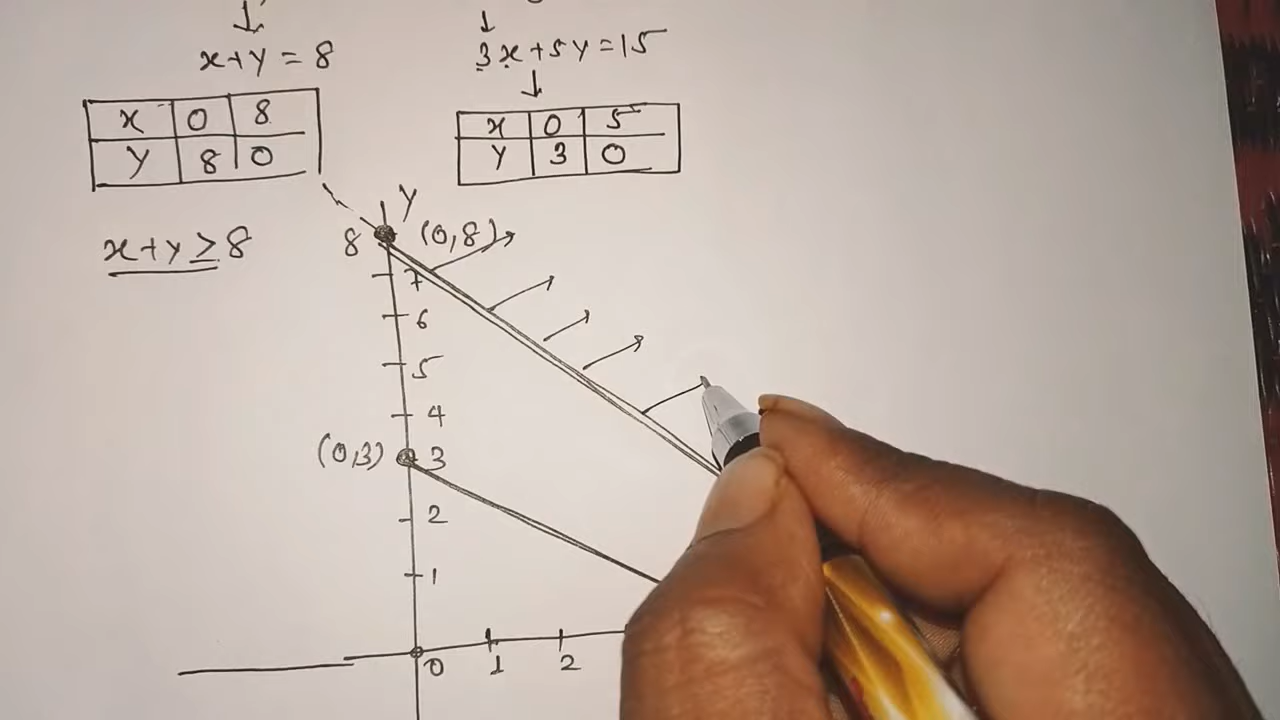 x+y=8
3x+5y=15
x 0 8
y 8 0
x 0 5
y 3 0
Y
x+y≥8
8 (0,8)
7
6
5
4
(0,3) 3
2
1
0 1 2